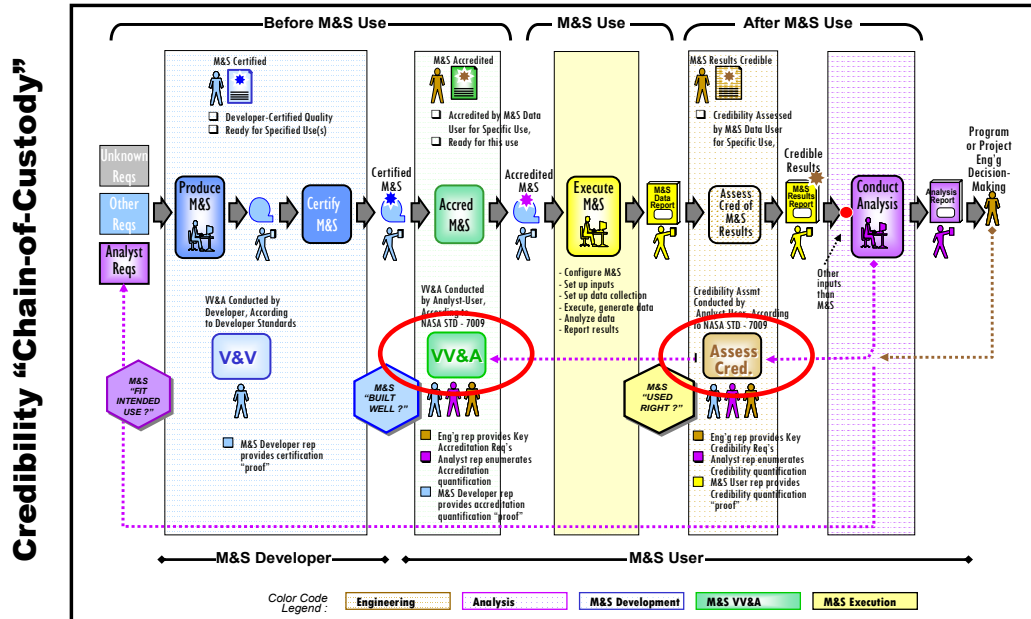 Credibility “Chain-of-Custody”
Before M&S Use
M&S Use
After M&S Use
M&S Certified
Developer-Certified Quality
Ready for Specified Use(s)
M&S Accredited
Accredited by M&S Data
User for Specific Use,
Ready for this use
M&S Results Credible
Credibility Assessed
by M&S Data User
for Specific Use,
Unknown
Reqs
Other
Reqs
Analyst
Reqs
Produce
M&S
Certify
M&S
Certified
M&S
Accred
M&S
Accredited
M&S
Execute
M&S
M&S
Data
Report
Assess
Cred of
M&S
Results
Credible
Results
M&S
Results
Report
Conduct
Analysis
Analysis
Report
Program
or Project
Eng'g
Decision-
Making
Other
inputs
than
M&S
- Configure M&S
- Set up inputs
- Set up data collection
- Execute, generate data
- Analyze data
- Report results
VV&A Conducted by
Developer, According
to Developer Standards
V&V
VV&A Conducted
by Analyst-User,
According to
NASA STD - 7009
VV&A
Credibility Assmt
Conducted by
Analyst User, According
to NASA STD - 7009
Assess
Cred.
M&S
“FIT
INTENDED
USE ?”
M&S
“BUILT
WELL ?”
M&S
“USED
RIGHT ?”
M&S Developer rep
provides certification
“proof”
Eng'g rep provides Key
Accreditation Req's
Analyst rep enumerates
Accreditation
quantification
M&S Developer rep
provides accreditation
quantification “proof”
Eng'g rep provides Key
Credibility Req's
Analyst rep enumerates
Credibility quantification
M&S User rep provides
Credibility quantification
“proof”
M&S Developer
M&S User
Color Code
Legend :
Engineering
Analysis
M&S Development
M&S VV&A
M&S Execution